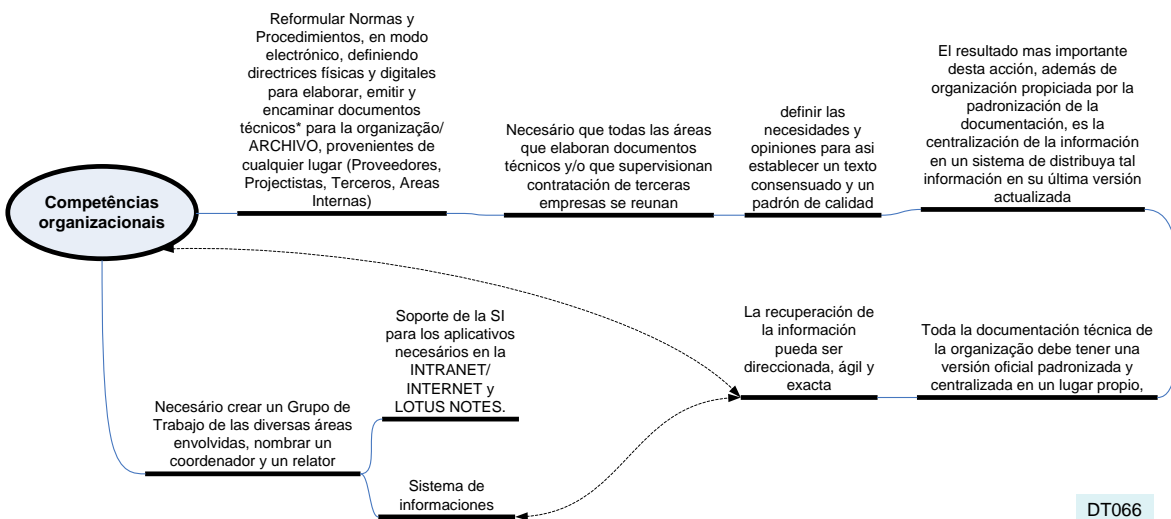 Competências
organizacionais
Reformular Normas y
Procedimientos, en modo
electrónico, definiendo
directrices físicas y digitales
para elaborar, emitir y
encaminar documentos
técnicos* para la organização/
ARCHIVO, provenientes de
cualquier lugar (Proveedores,
Projectistas, Terceros, Areas
Internas)
Necesário que todas las áreas
que elaboran documentos
técnicos y/o que supervisionan
contratación de terceras
empresas se reunan
definir las
necesidades y
opiniones para asi
establecer un texto
consensuado y un
padrón de calidad
El resultado mas importante
desta acción, además de
organización propiciada por la
padronización de la
documentación, es la
centralización de la información
en un sistema de distribuya tal
información en su última versión
actualizada
Toda la documentación técnica de
la organização debe tener una
versión oficial padronizada y
centralizada en un lugar propio,
La recuperación de
la información
pueda ser
direccionada, ágil y
exacta
Necesário crear un Grupo de
Trabajo de las diversas áreas
envolvidas, nombrar un
coordenador y un relator
Soporte de la SI
para los aplicativos
necesários en la
INTRANET/
INTERNET y
LOTUS NOTES.
Sistema de
informaciones
DT066